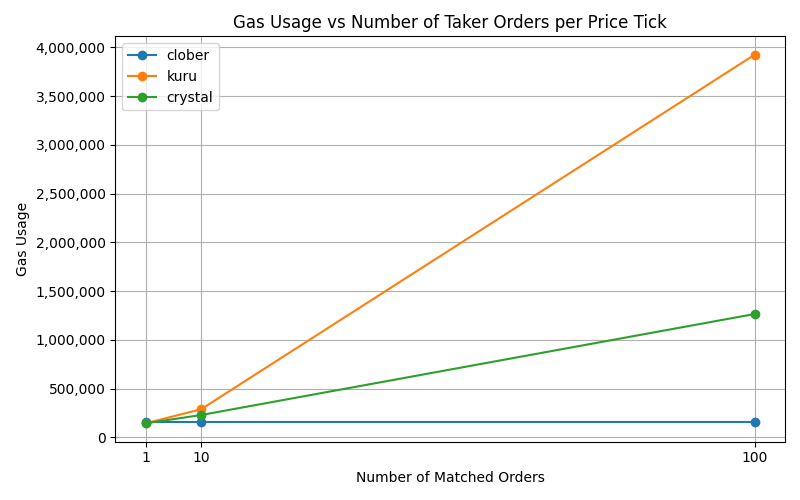 Gas Usage vs Number of Taker Orders per Price Tick
clober
kuru
crystal
4,000,000
3,500,000
3,000,000
2,500,000
2,000,000
1,500,000
1,000,000
500,000
0
Gas Usage
1 10 100
Number of Matched Orders